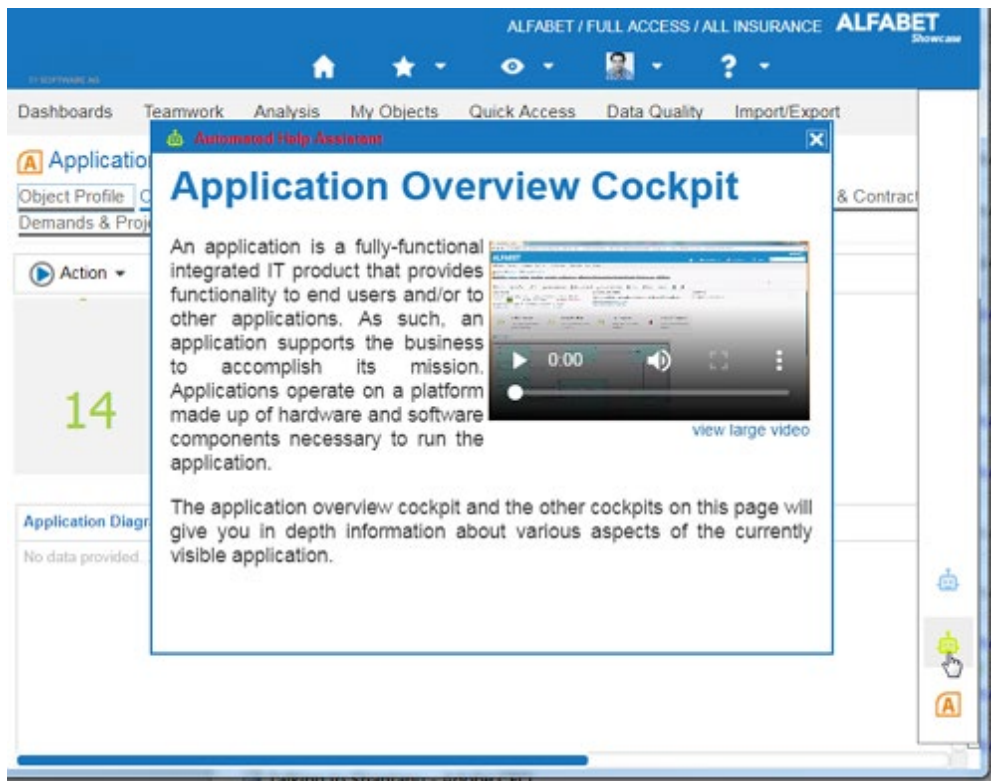 ALFABET / FULL ACCESS / ALL INSURANCE ALFABET
Showcase
Dashboards Teamwork Analysis My Objects Quick Access Data Quality Import/Export
Automated Help Assistant
A Applicatio
Object Profile
& Contract
Demands & Proj
Application Overview Cockpit
An application is a fully-functional
integrated IT product that provides
functionality to end users and/or to
other applications. As such, an
application supports the business
to accomplish its mission.
Applications operate on a platform
made up of hardware and software
components necessary to run the
application.
0:00
view large video
Action
14
The application overview cockpit and the other cockpits on this page will
give you in depth information about various aspects of the currently
visible application.
Application Diagr
No data provided.
A